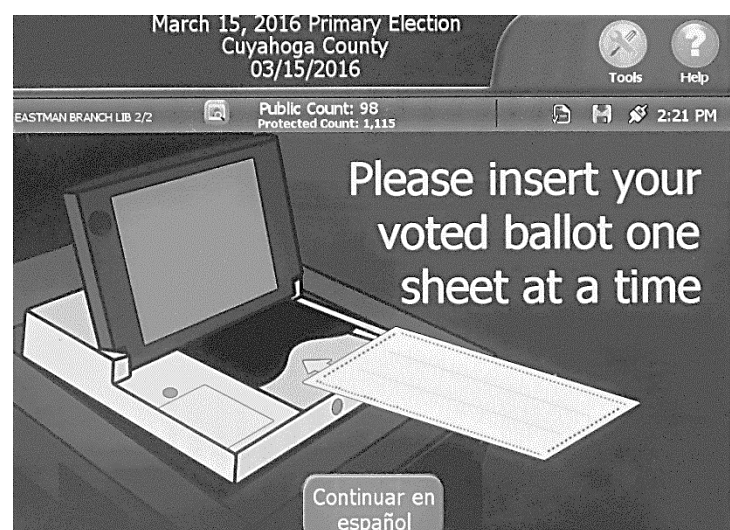 March 15, 2016 Primary Election
Cuyahoga County
03/15/2016
Tools
Help
EASTMAN BRANCH LIB 2/2
Public Count: 98
Protected Count: 1,115
2:21 PM
Please insert your
voted ballot one
sheet at a time
Continuar en
español